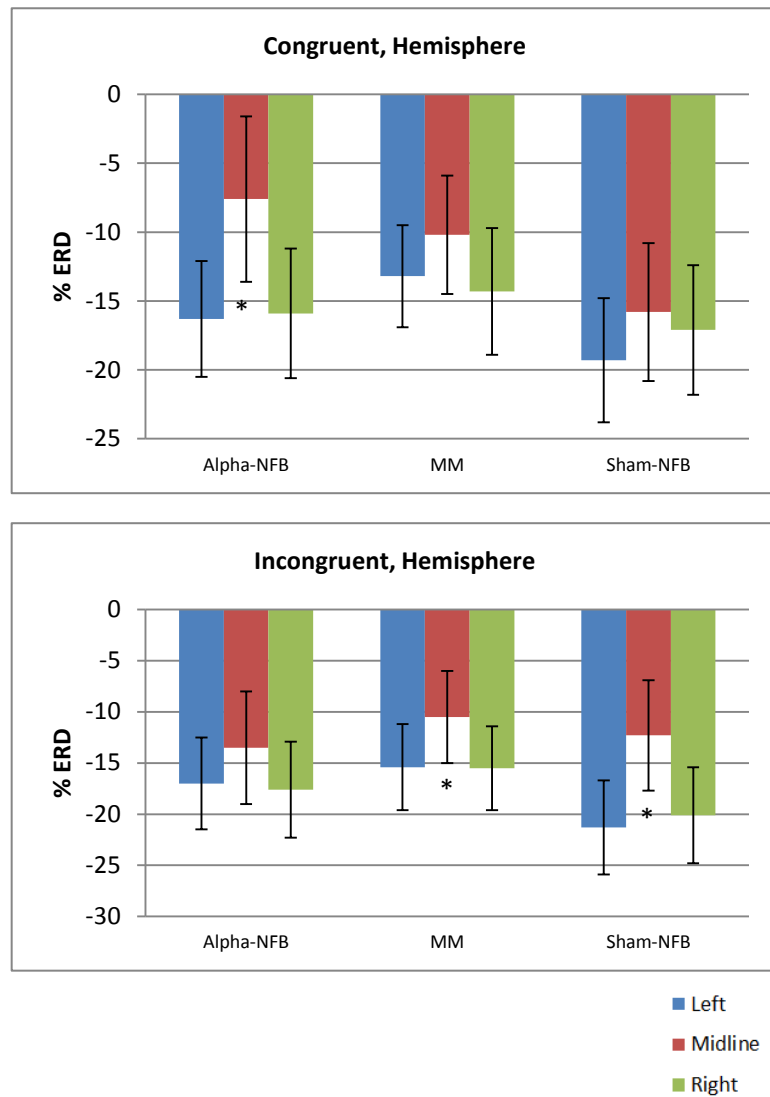 Congruent, Hemisphere
0
-5
-10
-15
-20
-25
% ERD
*
Alpha-NFB MM Sham-NFB
Incongruent, Hemisphere
0
-5
-10
-15
-20
-25
-30
% ERD
* *
Alpha-NFB MM Sham-NFB
Left
Midline
Right